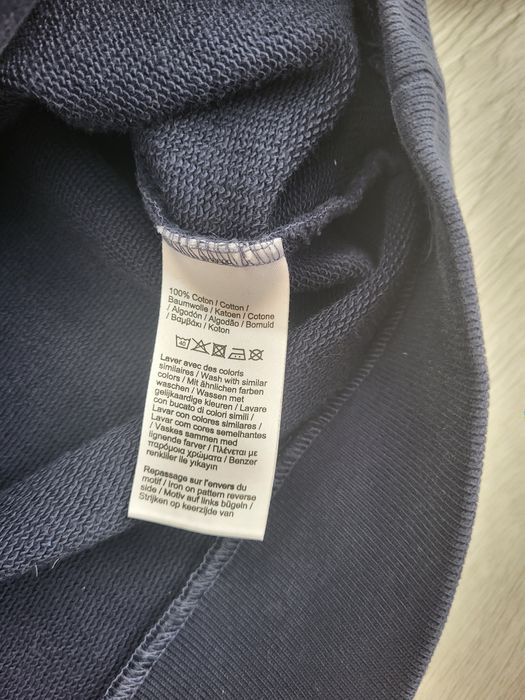 100% Coton / Cotton /
Baumwolle / Katoen / Cotone
/ Algodón / Algodão / Bomuld
/ Βαμβάκι / Koton
40
Laver avec des coloris
similaires / Wash with similar
colors / Mit ähnlichen farben
waschen / Wassen met
gelijkaardige kleuren / Lavare
con bucato di colori simili /
Lavar con colores similares /
Lavar com cores semelhantes
/ Vaskes sammen med
lignende farver / Πλένεται με
παρόμοια χρώματα / Benzer
renkliler ile yıkayin
Repassage sur l'envers du
motif / Iron on pattern reverse
side / Motiv auf links bügeln /
Strijken op keerzijde van